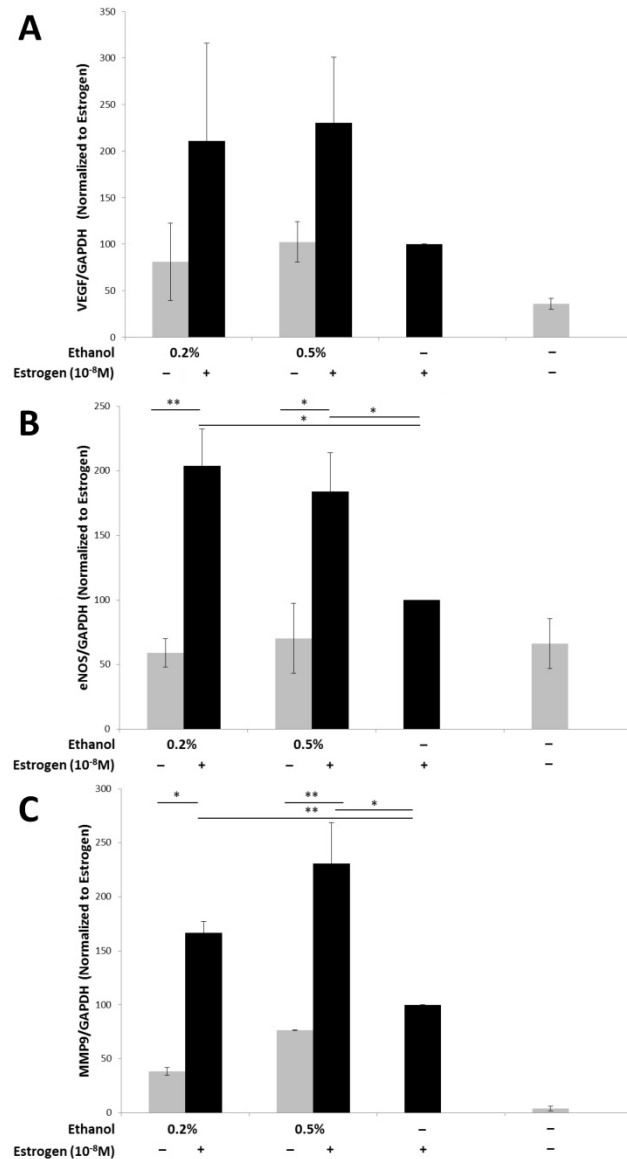 A
VEGF/GAPDH (Normalized to Estrogen)
350
300
250
200
150
100
50
0
Ethanol 0.2% 0.5% – –
Estrogen (10⁻⁸M) – + – + + –
B
eNOS/GAPDH (Normalized to Estrogen)
250
200
150
100
50
0
** * *
*
Ethanol 0.2% 0.5% – –
Estrogen (10⁻⁸M) – + – + + –
C
MMP9/GAPDH (Normalized to Estrogen)
300
250
200
150
100
50
0
* ** *
**
Ethanol 0.2% 0.5% – –
Estrogen (10⁻⁸M) – + – + + –